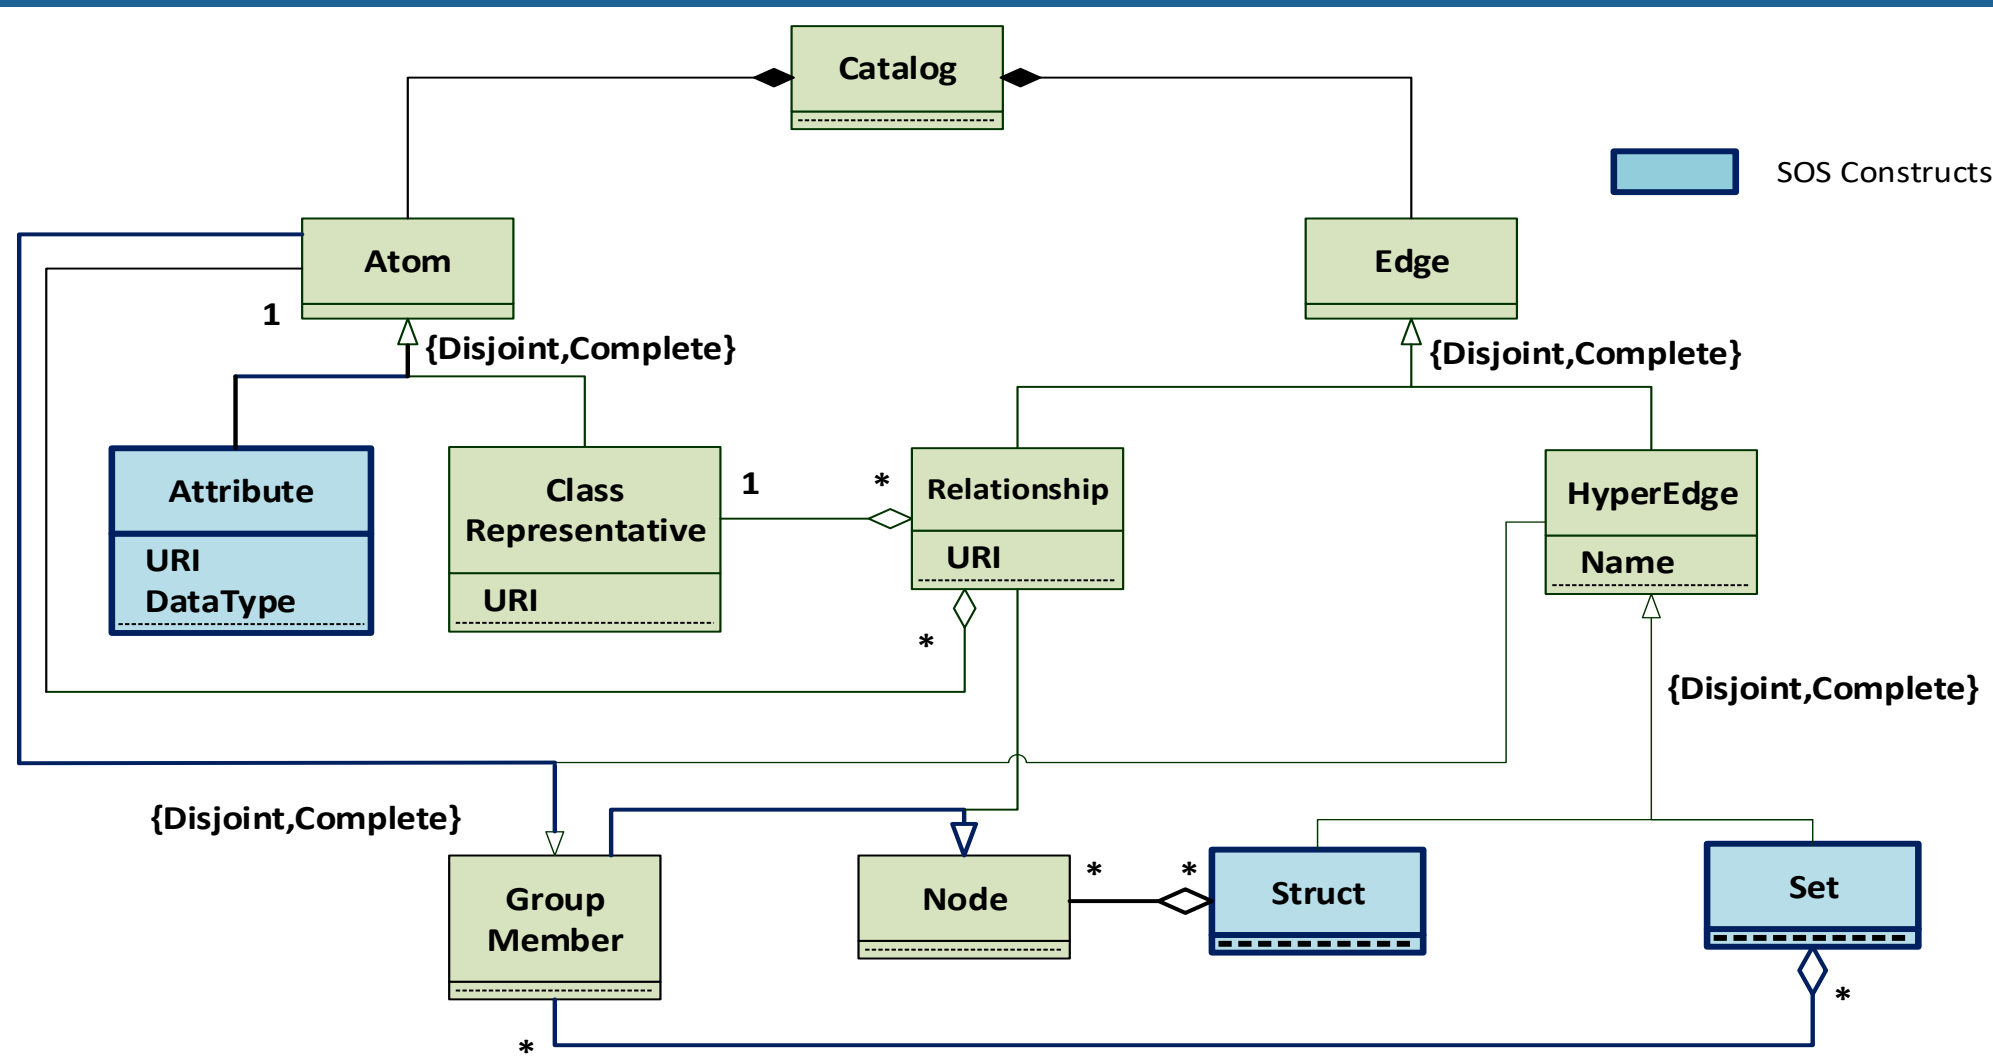 Catalog
SOS Constructs
Atom
Edge
1
{Disjoint,Complete}
{Disjoint,Complete}
Attribute
URI
DataType
Class
Representative
URI
1
*
Relationship
URI
*
HyperEdge
Name
{Disjoint,Complete}
{Disjoint,Complete}
Group
Member
*
Node
*
*
Struct
Set
*